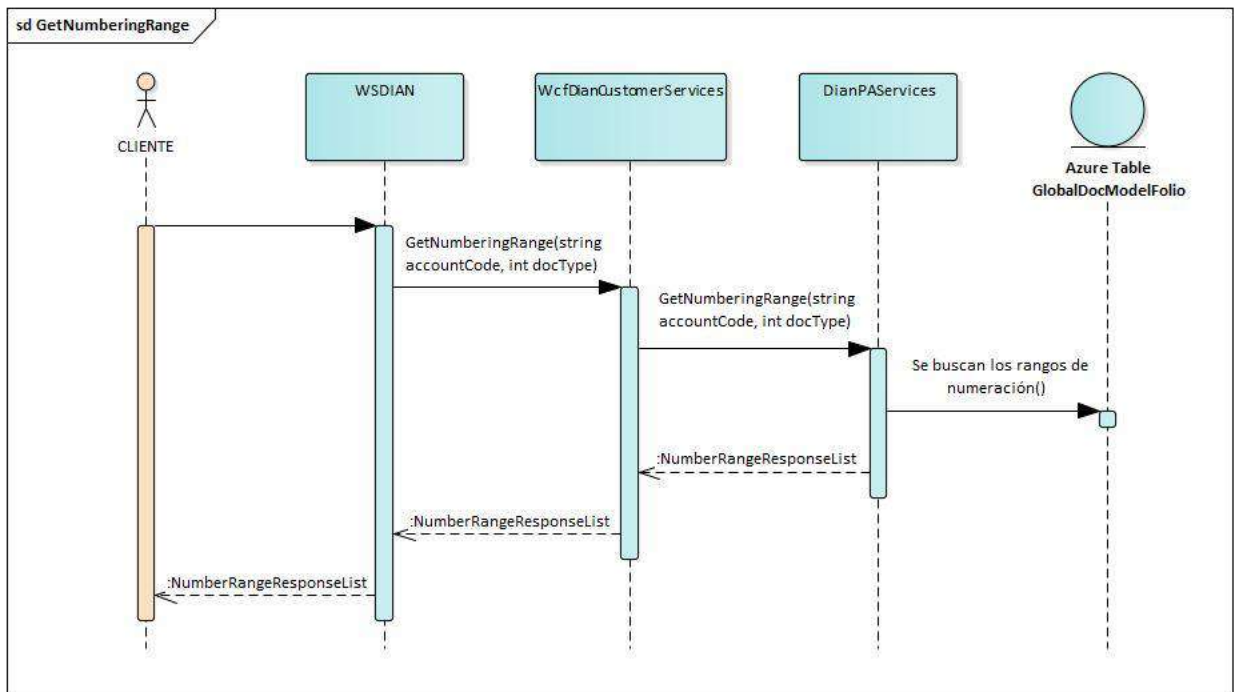 sd GetNumberingRange
CLIENTE
WSDIAN
WcfDianCustomerServices
DianPAServices
Azure Table
GlobalDocModelFolio
GetNumberingRange(string
accountCode, int docType)
GetNumberingRange(string
accountCode, int docType)
Se buscan los rangos de
numeración()
:NumberRangeResponseList
:NumberRangeResponseList
:NumberRangeResponseList